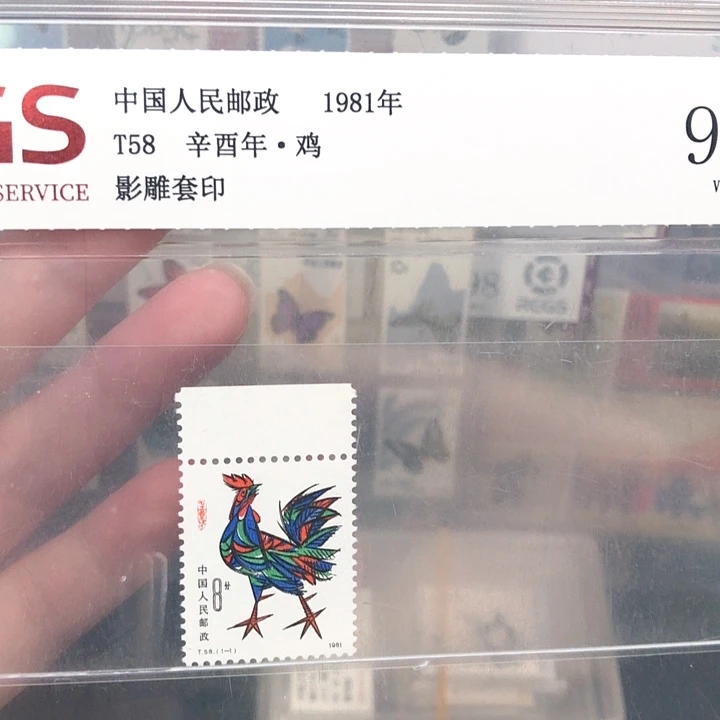 GS
SERVICE
中国人民邮政 1981年
T58 辛酉年·鸡
影雕套印
9
V
中国人民邮政
8分
T.58.(1-1)
1981